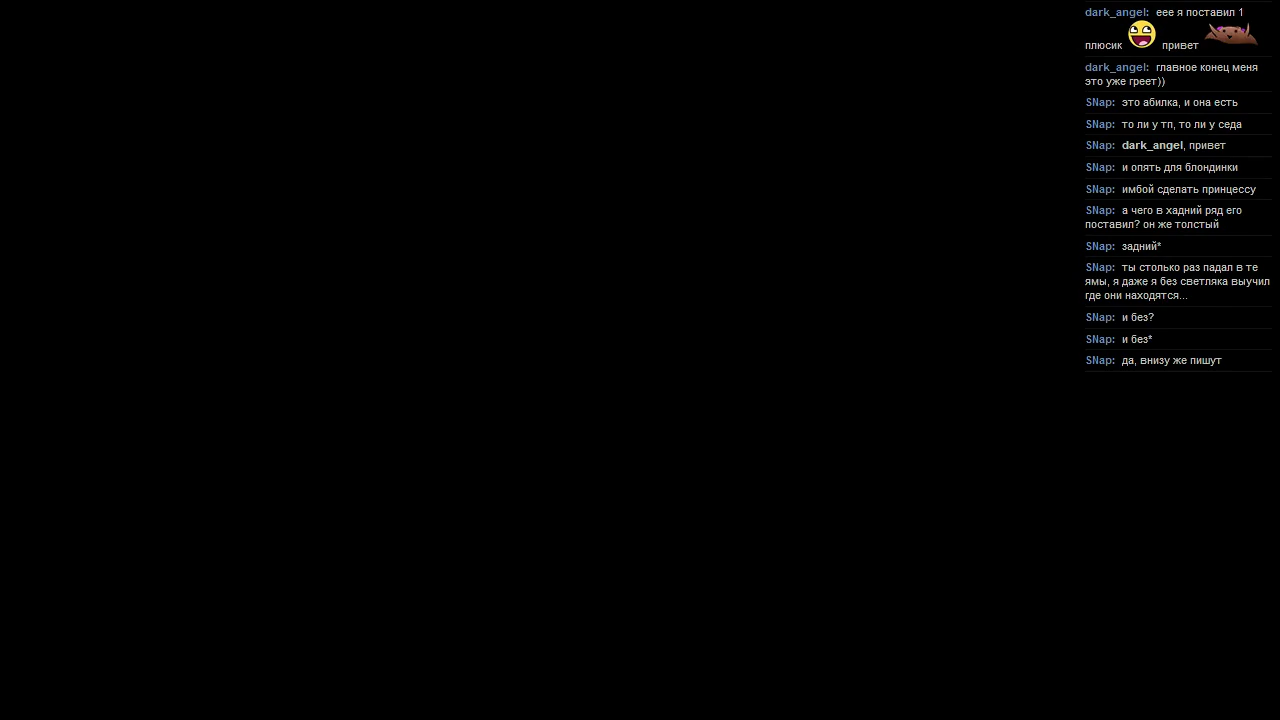 dark_angel: еее я поставил 1
плюсик привет
dark_angel: главное конец меня
это уже греет))
SNap: это абилка, и она есть
SNap: то ли у тп, то ли у седа
SNap: dark_angel, привет
SNap: и опять для блондинки
SNap: имбой сделать принцессу
SNap: а чего в хадний ряд его
поставил? он же толстый
SNap: задний*
SNap: ты столько раз падал в те
ямы, я даже я без светляка выучил
где они находятся...
SNap: и без?
SNap: и без*
SNap: да, внизу же пишут